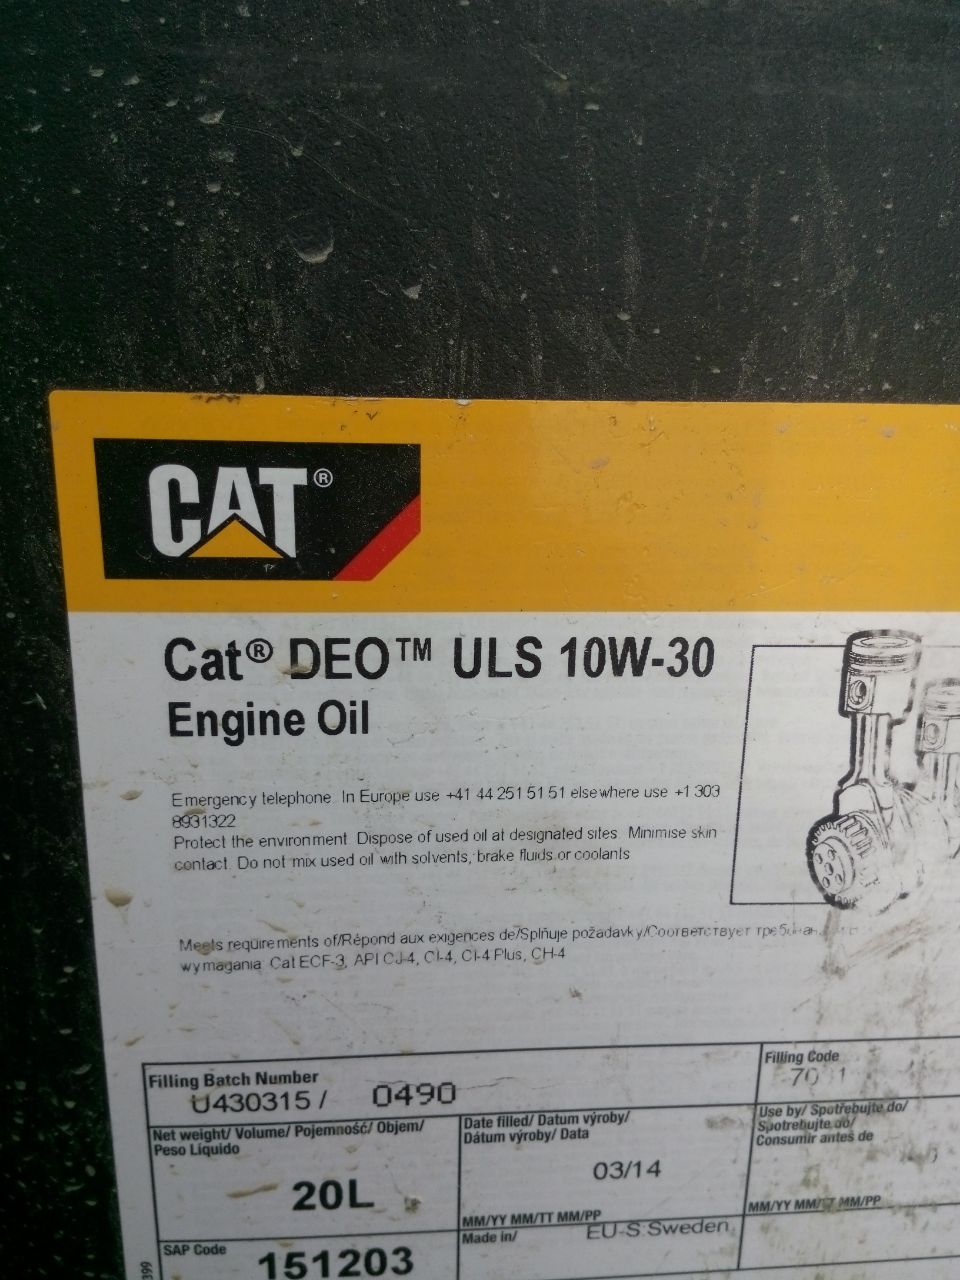 CAT®
Cat® DEO™ ULS 10W-30
Engine Oil
Emergency telephone. In Europe use +41 44 251 51 51 elsewhere use +1 303
8931322
Protect the environment. Dispose of used oil at designated sites. Minimise skin
contact. Do not mix used oil with solvents, brake fluids or coolants
Meets requirements of/Répond aux exigences de/Splňuje požadavky/Соответствует
wymagania: Cat ECF-3, API CJ-4, CI-4, CI-4 Plus, CH-4
Filling Batch Number
U430315 / 0490
Filling Code
Net weight/ Volume/ Pojemność/ Objem/
Peso Líquido
20L
Date filled/ Datum výroby/
Dátum výroby/ Data
03/14
MM/YY MM/TT MM/PP
Use by/ Spotřebujte do/
Spotrebujte do/
Consumir antes de
MM/YY MM/TT MM/PP
SAP Code
151203
Made in/ EU-S Sweden
399